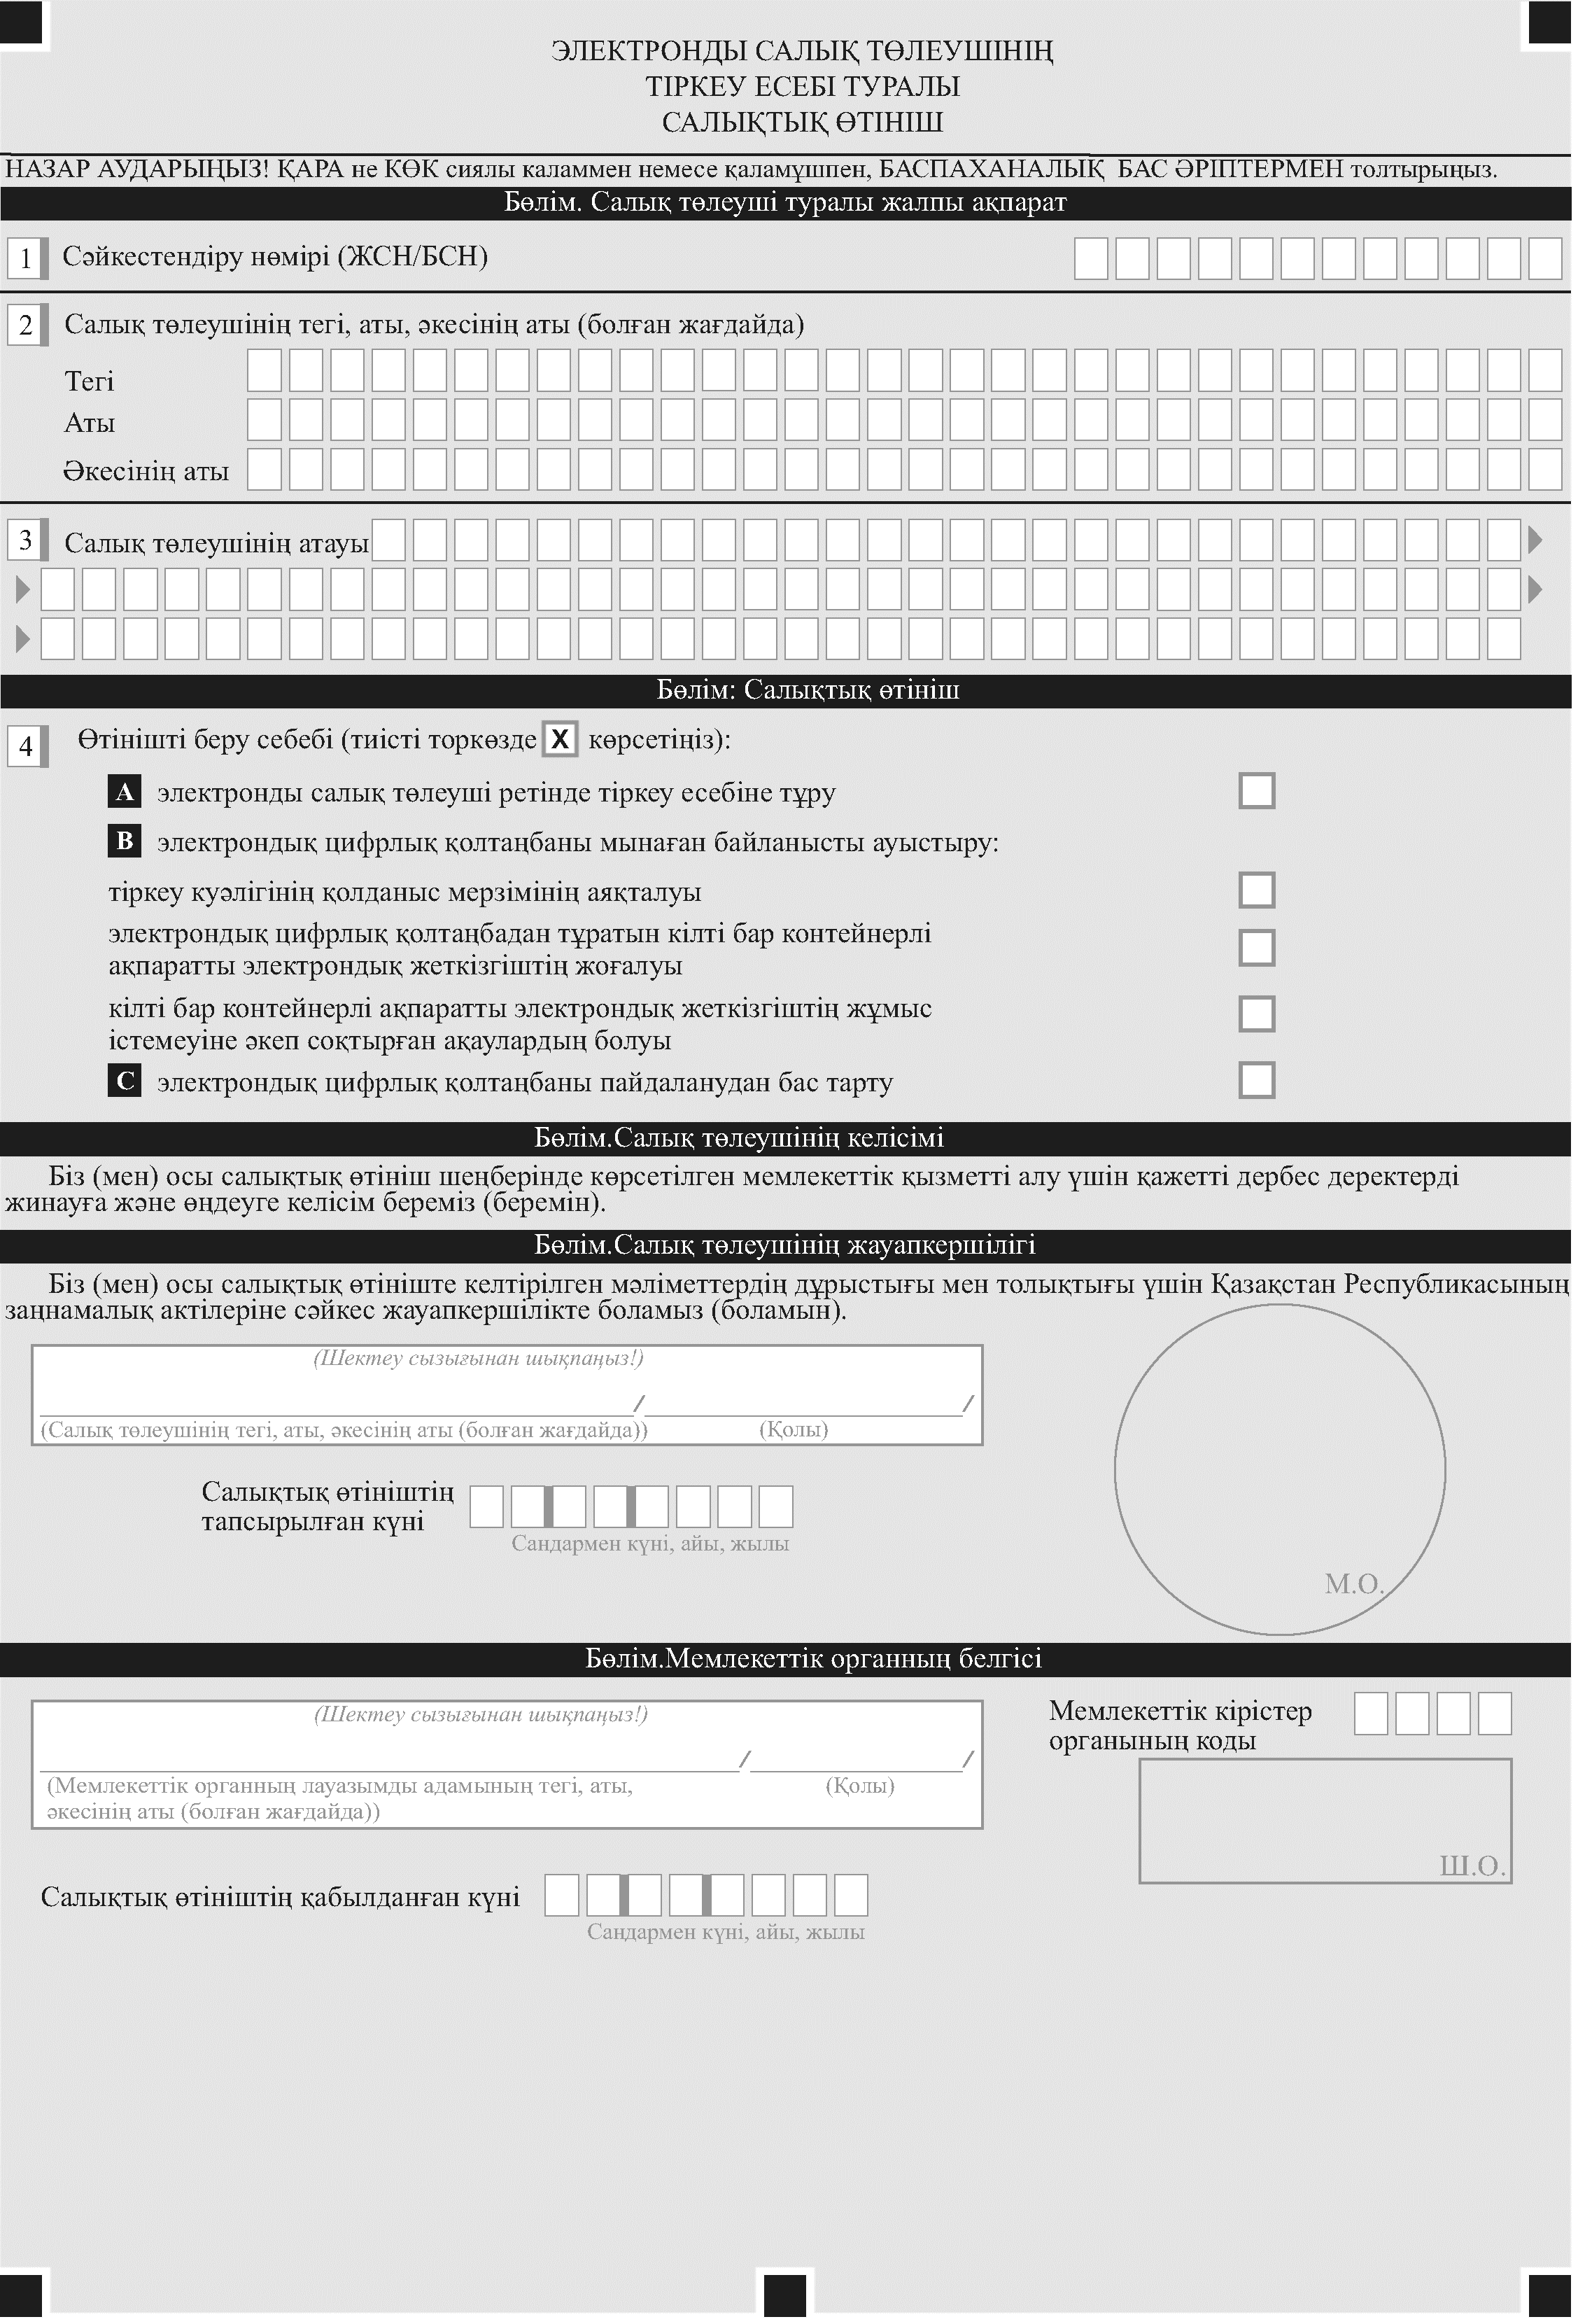 ЭЛЕКТРОНДЫ САЛЫҚ ТӨЛЕУШІНІҢ
ТІРКЕУ ЕСЕБІ ТУРАЛЫ
САЛЫҚТЫҚ ӨТІНІШ
НАЗАР АУДАРЫҢЫЗ! ҚАРА не КӨК сиялы каламмен немесе қаламұшпен, БАСПАХАНАЛЫҚ БАС ӘРІПТЕРМЕН толтырыңыз.
Бөлім. Салық төлеуші туралы жалпы ақпарат
1 Сәйкестендіру нөмірі (ЖСН/БСН)
2 Салық төлеушінің тегі, аты, әкесінің аты (болған жағдайда)
Тегі
Аты
Әкесінің аты
3 Салық төлеушінің атауы
Бөлім: Салықтық өтініш
4 Өтінішті беру себебі (тиісті торкөзде X көрсетіңіз):
A электронды салық төлеуші ретінде тіркеу есебіне тұру
B электрондық цифрлық қолтаңбаны мынаған байланысты ауыстыру:
тіркеу куәлігінің қолданыс мерзімінің аяқталуы
электрондық цифрлық қолтаңбадан тұратын кілті бар контейнерлі
ақпаратты электрондық жеткізгіштің жоғалуы
кілті бар контейнерлі ақпаратты электрондық жеткізгіштің жұмыс
істемеуіне әкеп соқтырған ақаулардың болуы
C электрондық цифрлық қолтаңбаны пайдаланудан бас тарту
Бөлім.Салық төлеушінің келісімі
Біз (мен) осы салықтық өтініш шеңберінде көрсетілген мемлекеттік қызметті алу үшін қажетті дербес деректерді
жинауға және өңдеуге келісім береміз (беремін).
Бөлім.Салық төлеушінің жауапкершілігі
Біз (мен) осы салықтық өтініште келтірілген мәліметтердің дұрыстығы мен толықтығы үшін Қазақстан Республикасының
заңнамалық актілеріне сәйкес жауапкершілікте боламыз (боламын).
(Шектеу сызығынан шықпаңыз!)
/ /
(Салық төлеушінің тегі, аты, әкесінің аты (болған жағдайда)) (Қолы)
Салықтық өтініштің
тапсырылған күні
Сандармен күні, айы, жылы
М.О.
Бөлім.Мемлекеттік органның белгісі
(Шектеу сызығынан шықпаңыз!)
/ /
(Мемлекеттік органның лауазымды адамының тегі, аты,
әкесінің аты (болған жағдайда)) (Қолы)
Мемлекеттік кірістер
органының коды
Ш.О.
Салықтық өтініштің қабылданған күні
Сандармен күні, айы, жылы